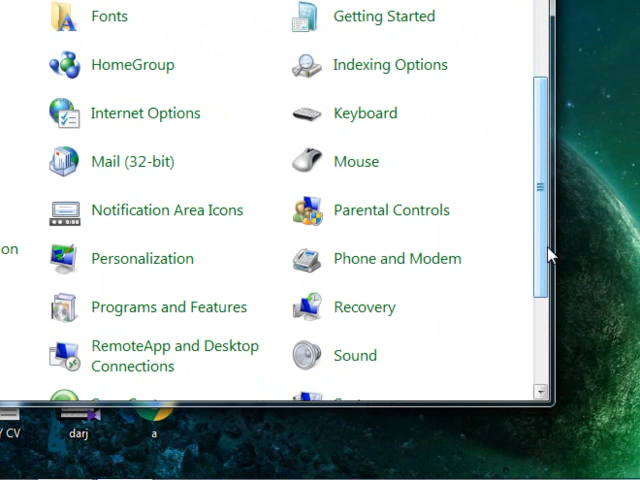 Fonts
Getting Started
HomeGroup
Indexing Options
Internet Options
Keyboard
Mail (32-bit)
Mouse
Notification Area Icons
Parental Controls
ion
Personalization
Phone and Modem
Programs and Features
Recovery
RemoteApp and Desktop
Connections
Sound
Y CV
darj
a